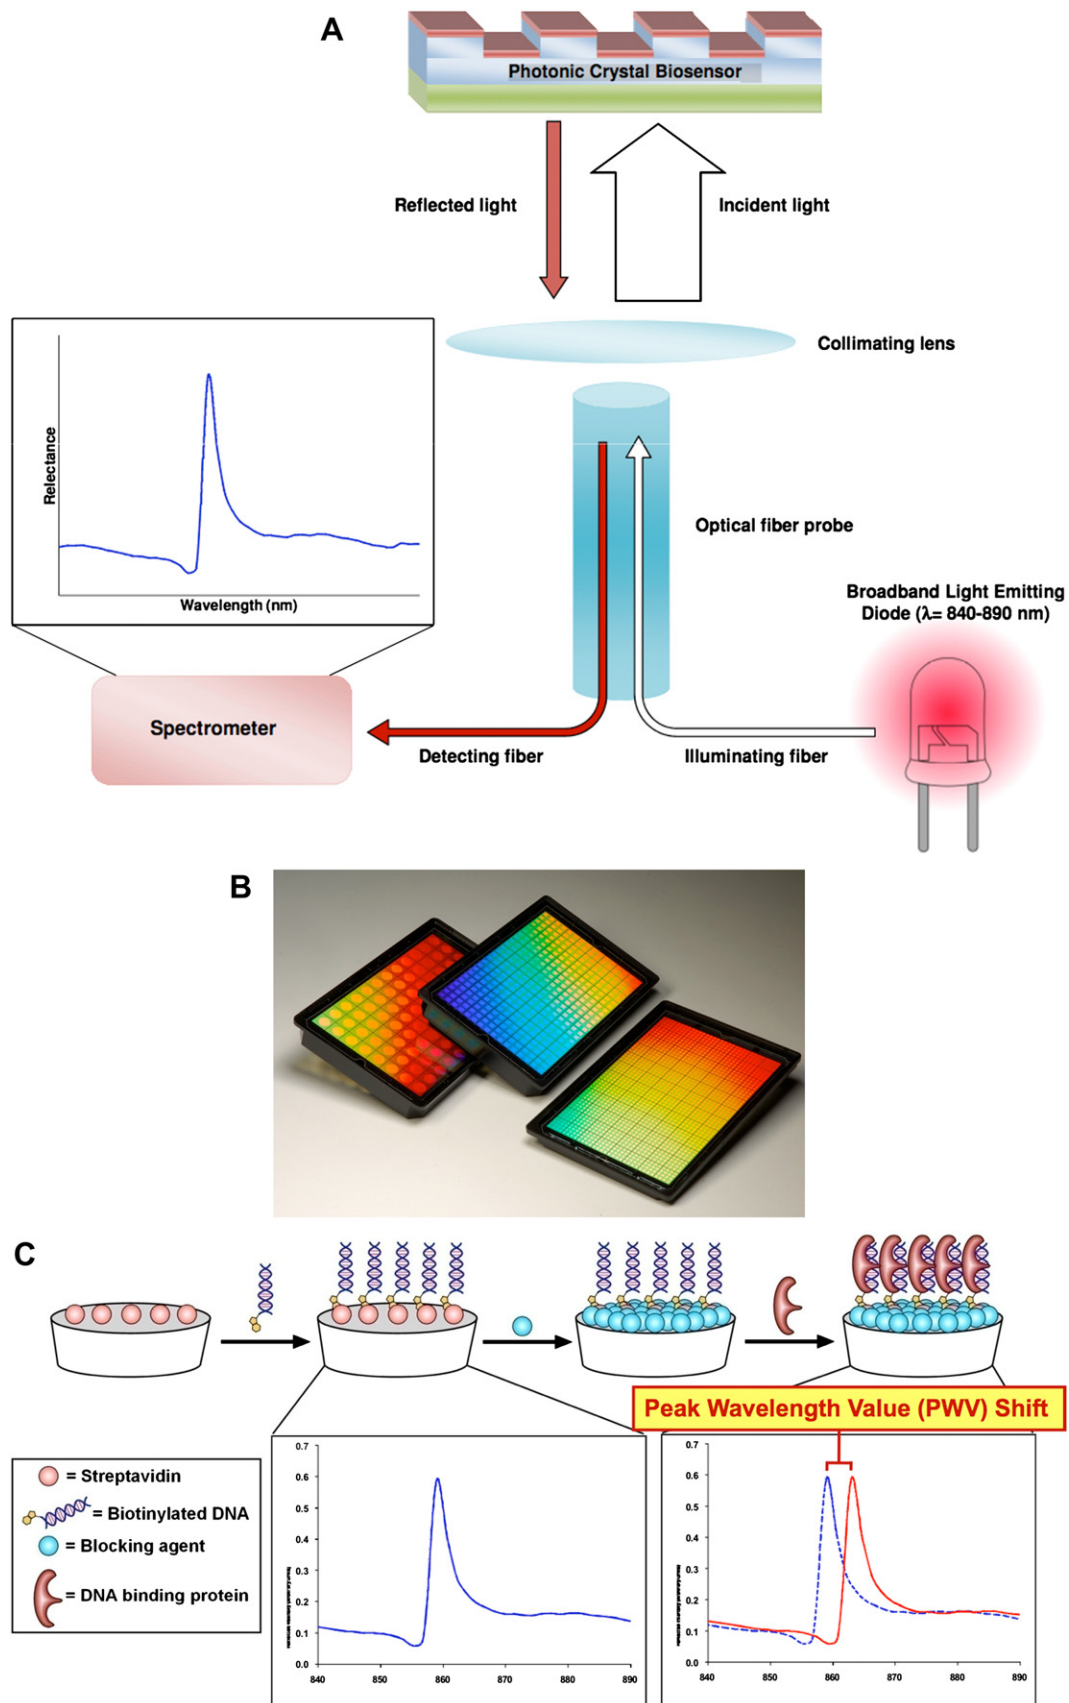 A
Photonic Crystal Biosensor
Reflected light
Incident light
Collimating lens
Relectance
Wavelength (nm)
Optical fiber probe
Broadband Light Emitting
Diode (λ= 840-890 nm)
Spectrometer
Detecting fiber
Illuminating fiber
B
C
Peak Wavelength Value (PWV) Shift
= Streptavidin
= Biotinylated DNA
= Blocking agent
= DNA binding protein
0.7
0.6
0.5
0.4
0.3
0.2
0.1
0.0
840 850 860 870 880 890
0.7
0.6
0.5
0.4
0.3
0.2
0.1
0.0
840 850 860 870 880 890